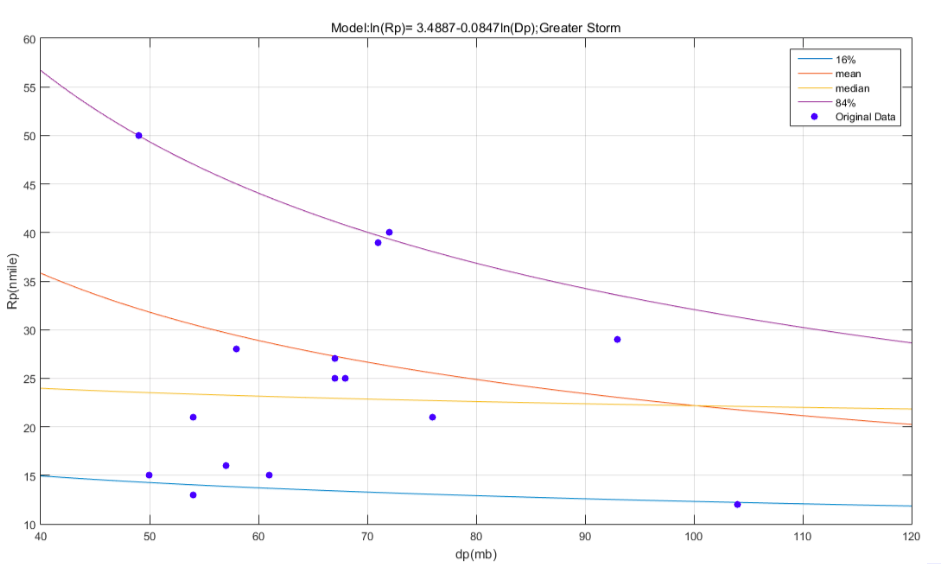 Model:ln(Rp)= 3.4887-0.0847ln(Dp);Greater Storm
16%
mean
median
84%
Original Data
60
55
50
45
40
35
30
25
20
15
10
Rp(nmile)
40 50 60 70 80 90 100 110 120
dp(mb)